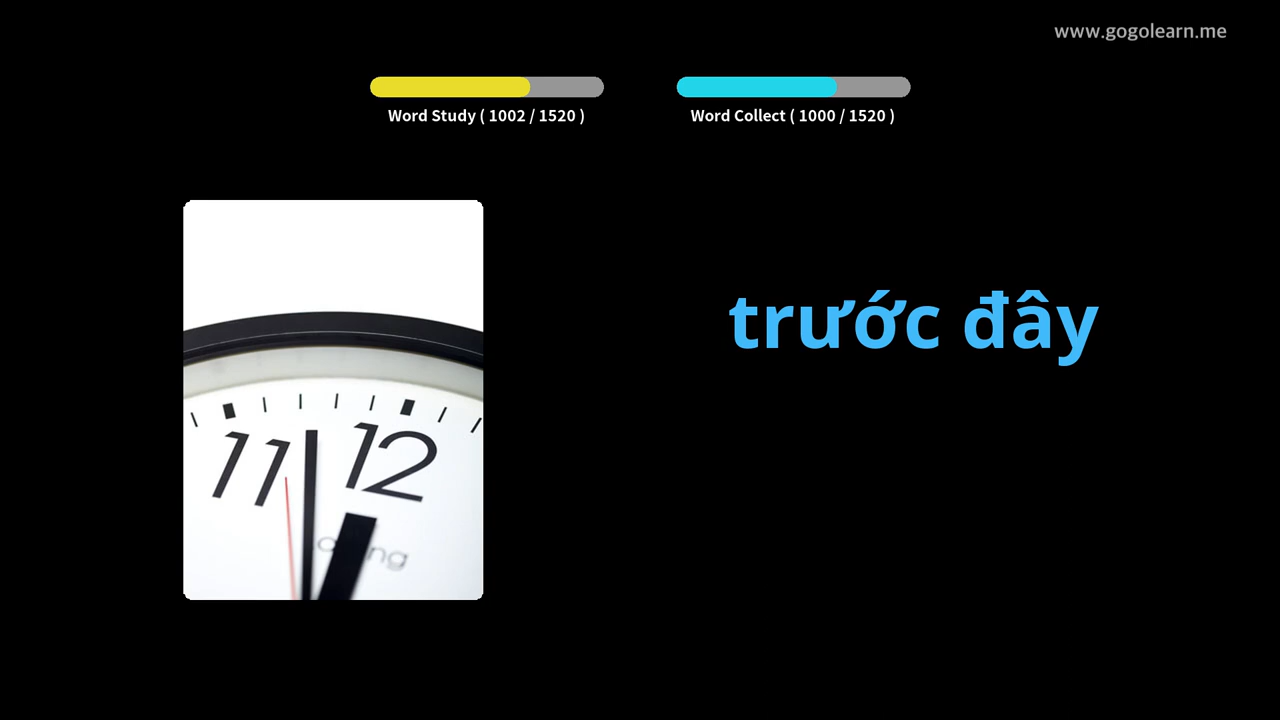 www.gogolearn.me
Word Study ( 1002 / 1520 )
Word Collect ( 1000 / 1520 )
trước đây
11 12